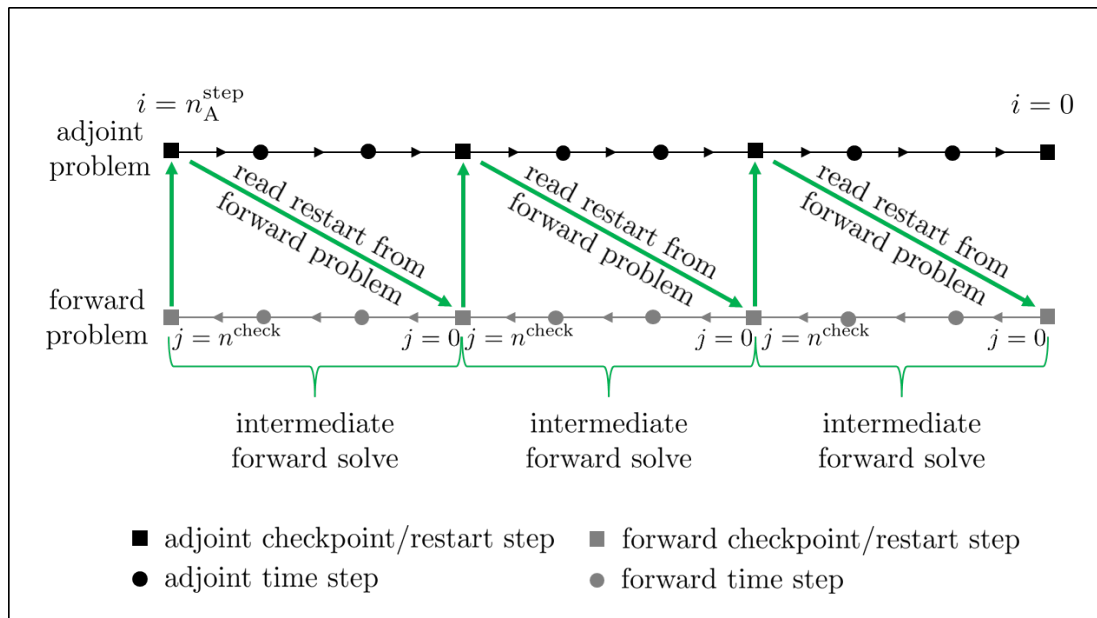 i = n_A^step
i = 0
adjoint
problem
read restart from
forward problem
read restart from
forward problem
read restart from
forward problem
forward
problem
j = n^check
j = 0
j = n^check
j = 0
j = n^check
j = 0
intermediate
forward solve
intermediate
forward solve
intermediate
forward solve
adjoint checkpoint/restart step
forward checkpoint/restart step
adjoint time step
forward time step